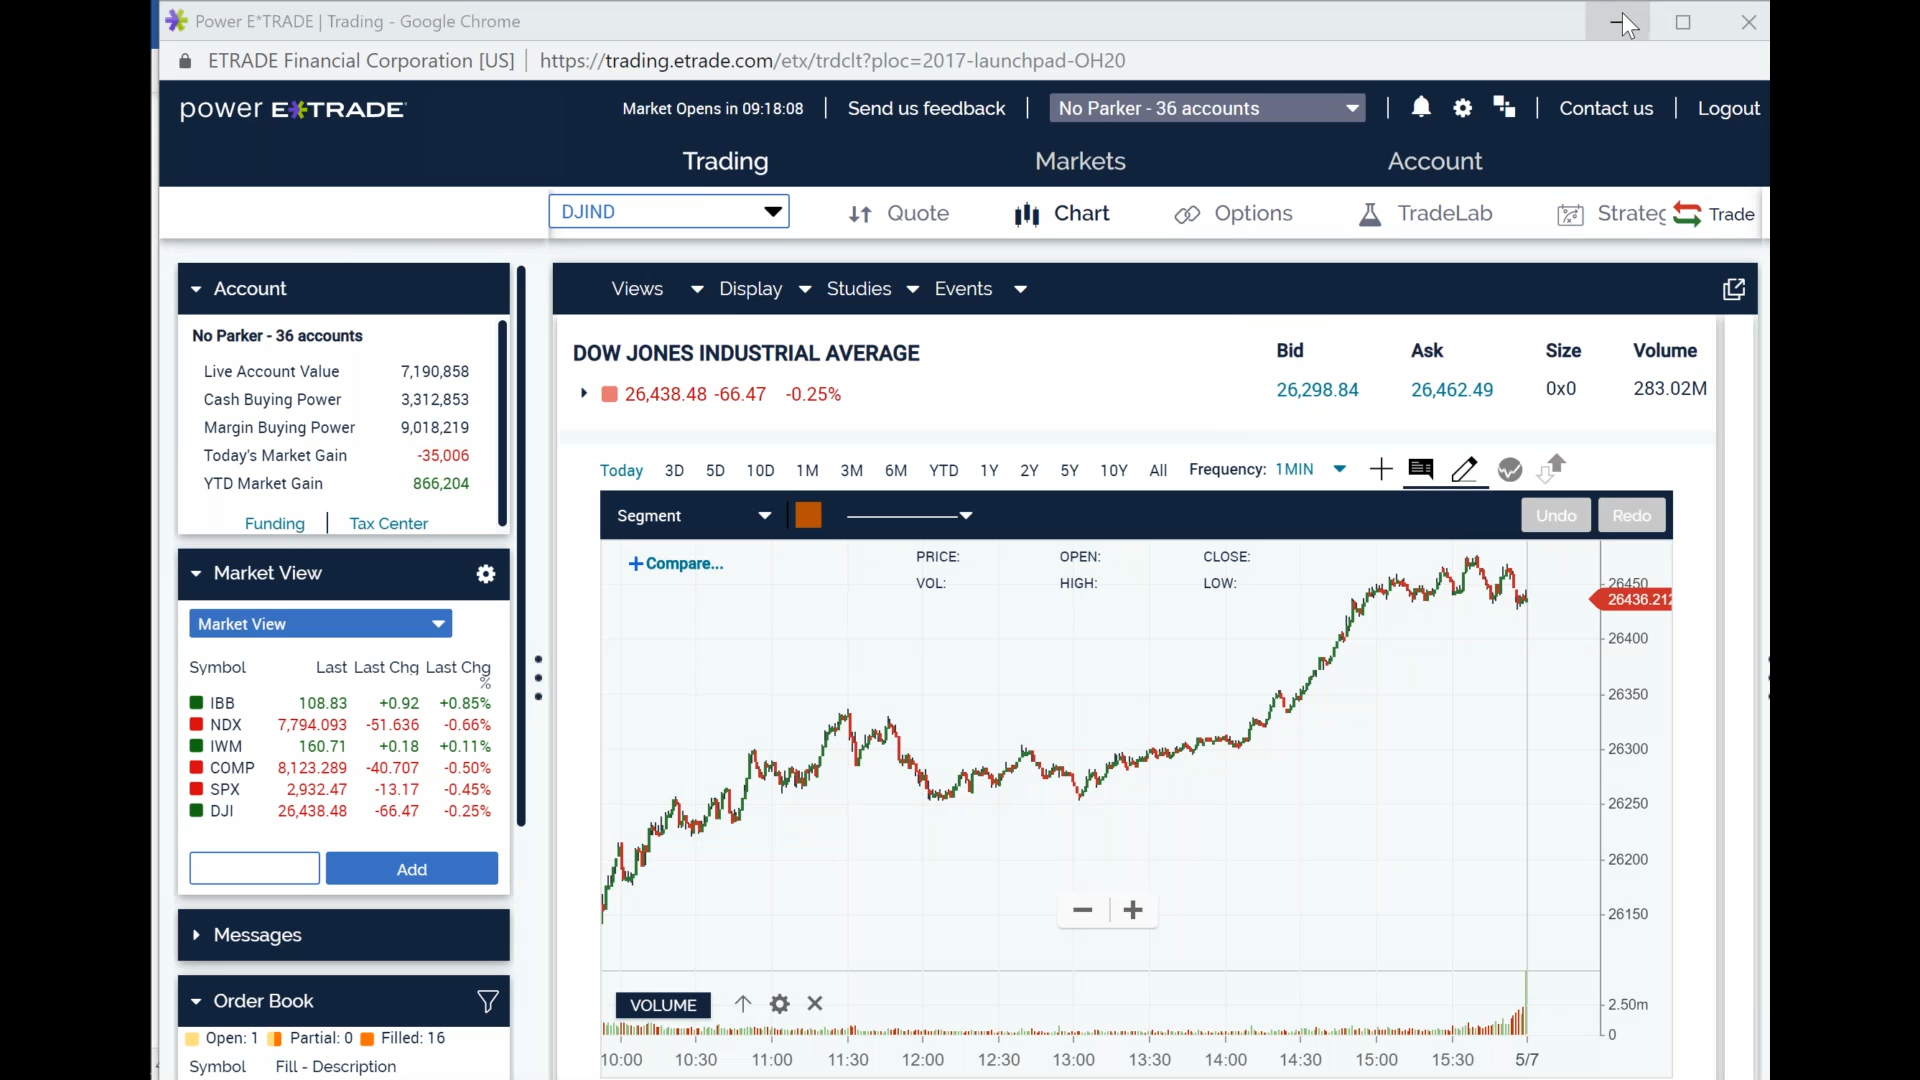 Power E*TRADE | Trading - Google Chrome
ETRADE Financial Corporation [US] https://trading.etrade.com/etx/trdclt?ploc=2017-launchpad-OH20
power E*TRADE Market Opens in 09:18:08 Send us feedback No Parker - 36 accounts Contact us Logout
Trading Markets Account
DJIND Quote Chart Options TradeLab Strateg Trade
Account
No Parker - 36 accounts
Live Account Value 7,190,858
Cash Buying Power 3,312,853
Margin Buying Power 9,018,219
Today's Market Gain -35,006
YTD Market Gain 866,204
Funding Tax Center
Market View
Market View
Symbol Last Last Chg Last Chg %
IBB 108.83 +0.92 +0.85%
NDX 7,794.093 -51.636 -0.66%
IWM 160.71 +0.18 +0.11%
COMP 8,123.289 -40.707 -0.50%
SPX 2,932.47 -13.17 -0.45%
DJI 26,438.48 -66.47 -0.25%
Add
Messages
Order Book
Open: 1 Partial: 0 Filled: 16
Symbol Fill - Description
Views Display Studies Events
DOW JONES INDUSTRIAL AVERAGE Bid Ask Size Volume
26,438.48 -66.47 -0.25% 26,298.84 26,462.49 0x0 283.02M
Today 3D 5D 10D 1M 3M 6M YTD 1Y 2Y 5Y 10Y All Frequency: 1MIN
Segment Undo Redo
+Compare... PRICE: OPEN: CLOSE:
VOL: HIGH: LOW:
26450
26436.212
26400
26350
26300
26250
26200
26150
VOLUME 2.50m
0
10:00 10:30 11:00 11:30 12:00 12:30 13:00 13:30 14:00 14:30 15:00 15:30 5/7